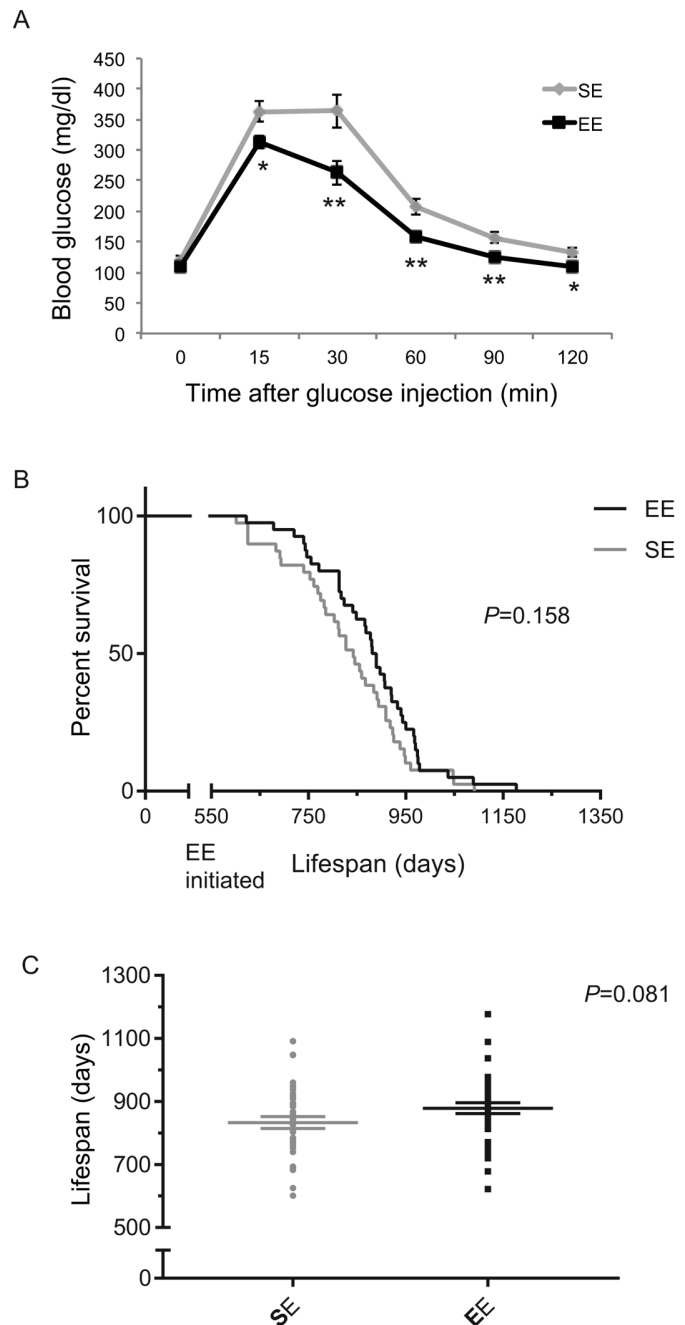 A
450
400
350
300
250
200
150
100
50
0
Blood glucose (mg/dl)
SE
EE
*
**
**
**
*
0 15 30 60 90 120
Time after glucose injection (min)
B
100
50
0
Percent survival
EE
SE
P=0.158
0 550 750 950 1150 1350
EE
initiated
Lifespan (days)
C
1300
1100
900
700
500
0
Lifespan (days)
P=0.081
SE EE